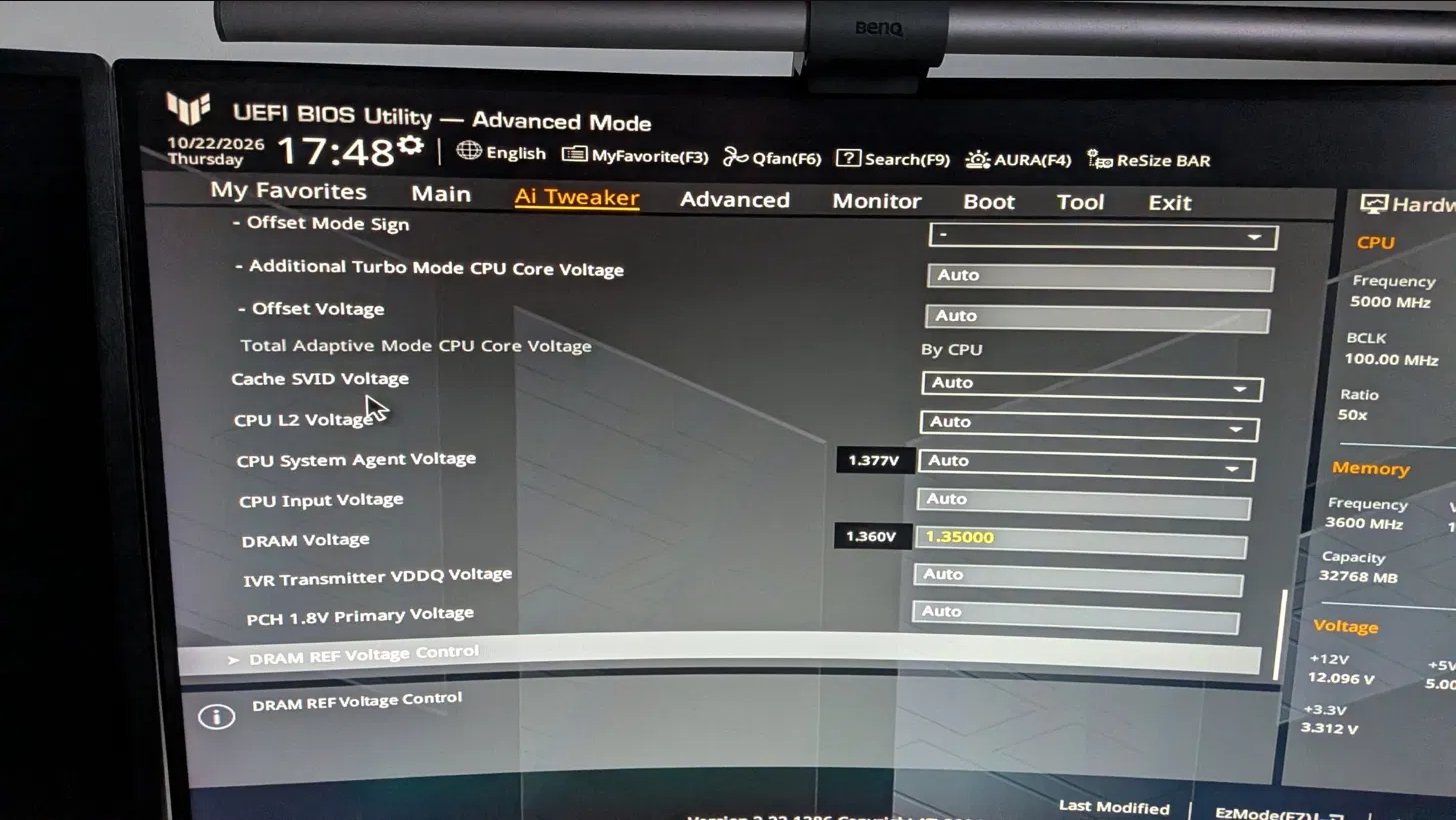 BenQ
UEFI BIOS Utility — Advanced Mode
10/22/2026
Thursday
17:48
English
MyFavorite(F3)
Qfan(F6)
Search(F9)
AURA(F4)
ReSize BAR
My Favorites
Main
Ai Tweaker
Advanced
Monitor
Boot
Tool
Exit
- Offset Mode Sign -
- Additional Turbo Mode CPU Core Voltage Auto
- Offset Voltage Auto
Total Adaptive Mode CPU Core Voltage By CPU
Cache SVID Voltage Auto
CPU L2 Voltage Auto
CPU System Agent Voltage 1.377V Auto
CPU Input Voltage Auto
DRAM Voltage 1.360V 1.35000
IVR Transmitter VDDQ Voltage Auto
PCH 1.8V Primary Voltage Auto
DRAM REF Voltage Control
DRAM REF Voltage Control
CPU
Frequency
5000 MHz
BCLK
100.00 MHz
Ratio
50x
Memory
Frequency
3600 MHz
Capacity
32768 MB
Voltage
+12V +5V
12.096 V 5.00
+3.3V
3.312 V
Last Modified
EzMode(F7)